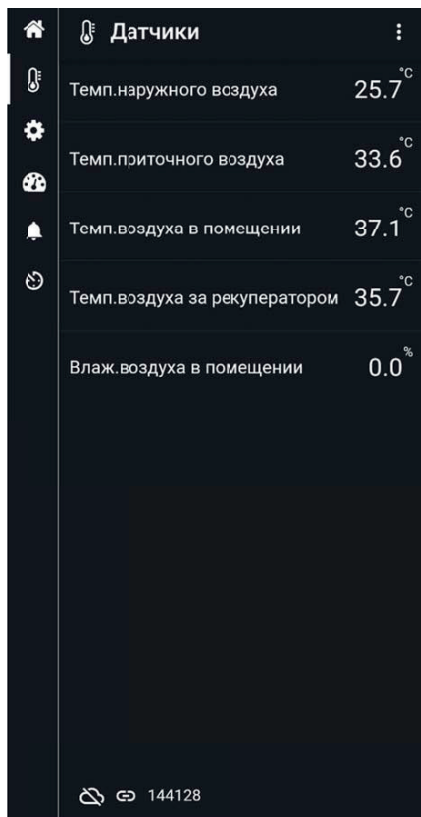 Датчики
Темп.наружного воздуха 25.7°C
Темп.приточного воздуха 33.6°C
Темп.воздуха в помещении 37.1°C
Темп.воздуха за рекуператором 35.7°C
Влаж.воздуха в помещении 0.0%
144128